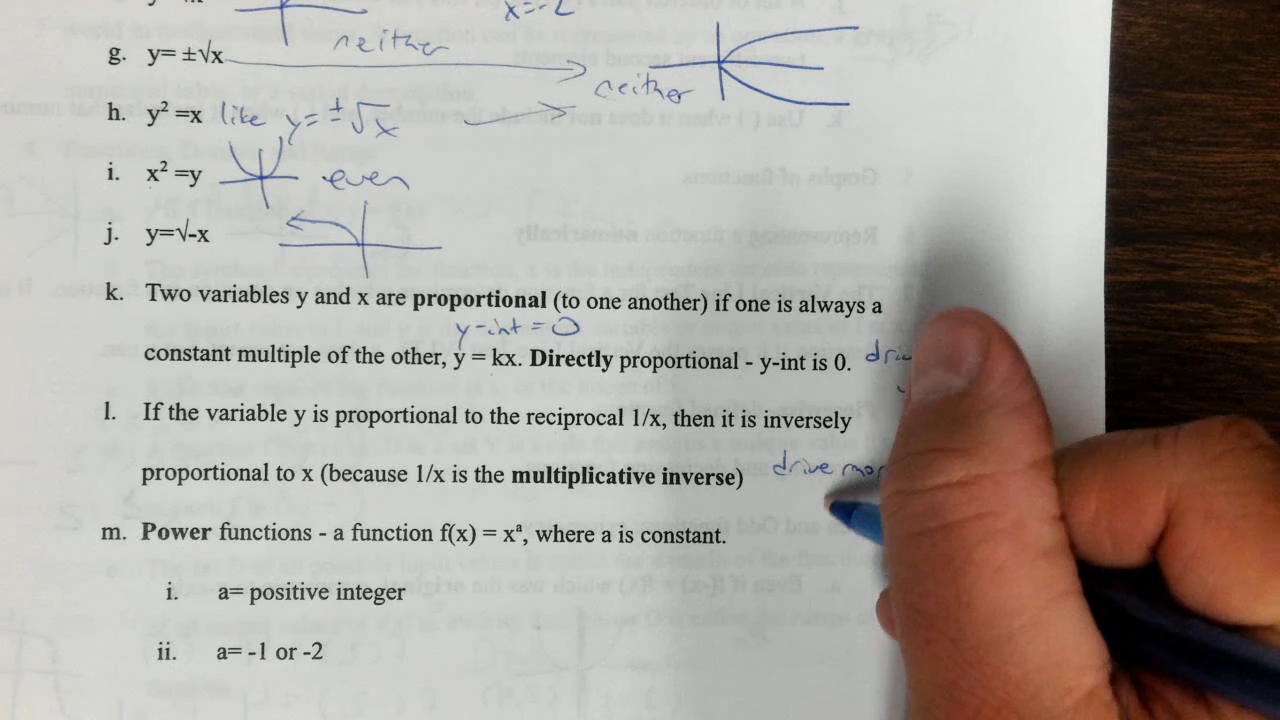 x=-2
g. y= ±√x neither
neither
h. y² =x like y=±√x
i. x² =y even
j. y=√-x
k. Two variables y and x are proportional (to one another) if one is always a
y-int = 0
constant multiple of the other, y = kx. Directly proportional - y-int is 0.
l. If the variable y is proportional to the reciprocal 1/x, then it is inversely
proportional to x (because 1/x is the multiplicative inverse) drive
m. Power functions - a function f(x) = xᵃ, where a is constant.
i. a= positive integer
ii. a= -1 or -2